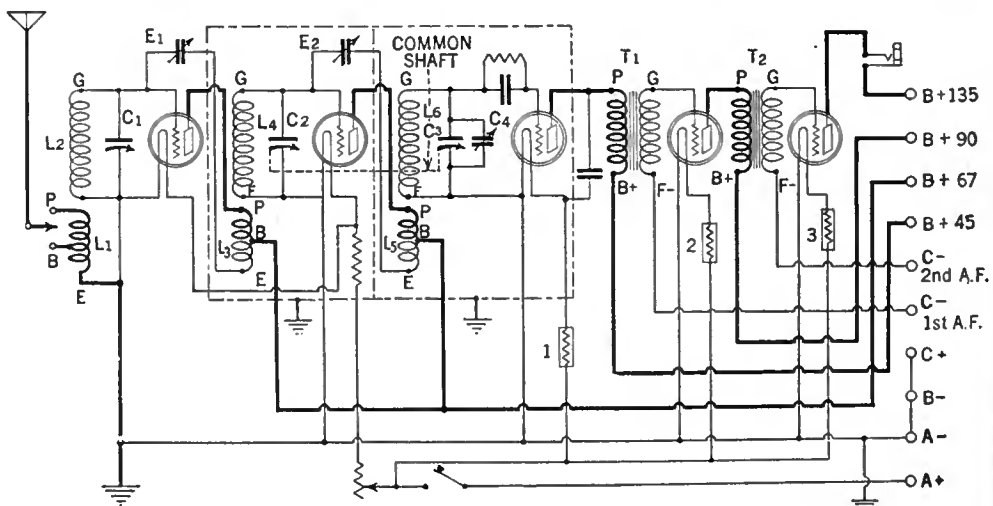 E1
E2
COMMON
SHAFT
T1
T2
G
G
G
P
G
P
G
B+135
L2
C1
L4
C2
L6
C3
C4
B+90
F
F
B+
F-
B+
F-
B+67
P
P
P
L1
B
L3
B
L5
B
2
3
B+45
E
E
E
C-
2nd A.F.
C-
1st A.F.
1
C+
B-
A-
A+